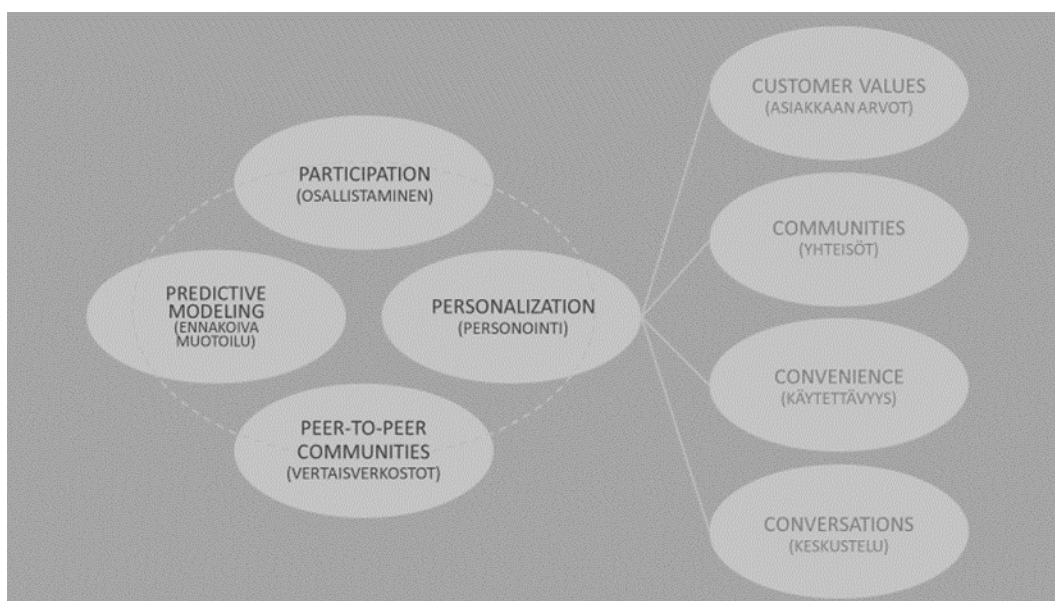 PARTICIPATION
(OSALLISTAMINEN)
PREDICTIVE
MODELING
(ENNAKOIVA
MUOTOILU)
PERSONALIZATION
(PERSONOINTI)
PEER-TO-PEER
COMMUNITIES
(VERTAISVERKOSTOT)
CUSTOMER VALUES
(ASIAKKAAN ARVOT)
COMMUNITIES
(YHTEISÖT)
CONVENIENCE
(KÄYTETTÄVYYS)
CONVERSATIONS
(KESKUSTELU)